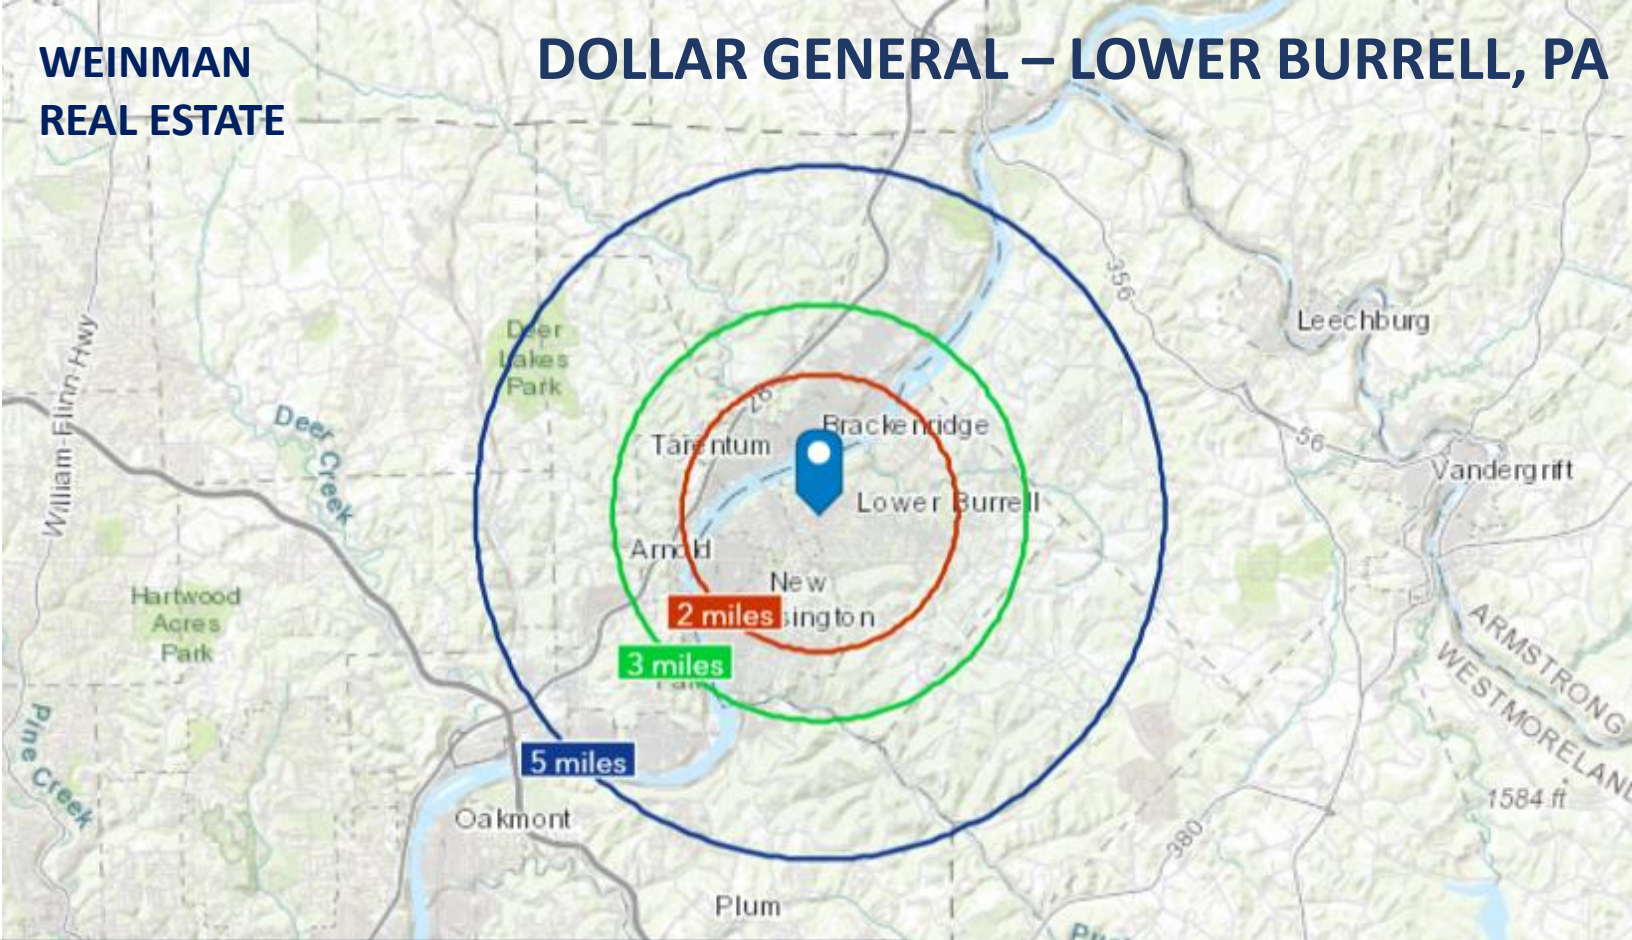 WEINMAN
REAL ESTATE
DOLLAR GENERAL – LOWER BURRELL, PA
William Flinn Hwy
Deer
Lakes
Park
Deer
Creek
356
Leechburg
Brackenridge
Tarentum
56
Vandergrift
Lower Burrell
Arnold
New
sington
Hartwood
Acres
Park
2 miles
3 miles
5 miles
ARMSTRONG
WESTMORELAND
Pine Creek
1584 ft
Oakmont
380
Plum